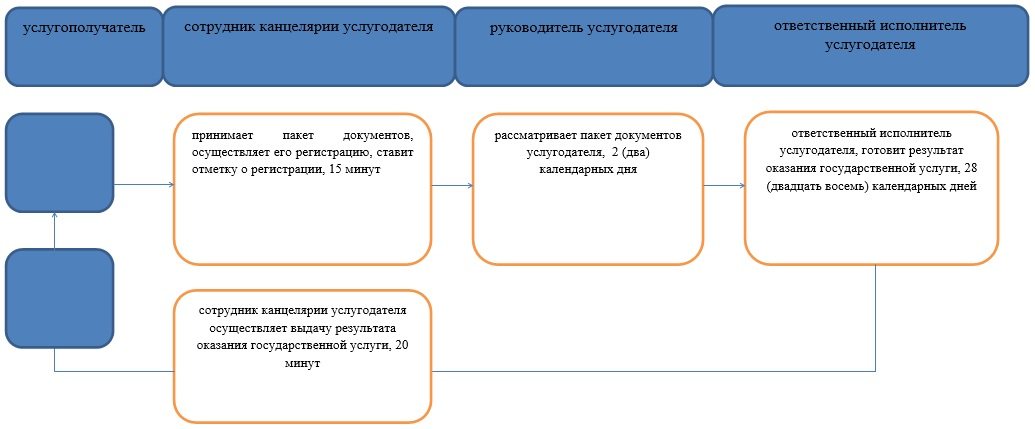 услугополучатель
сотрудник канцелярии услугодателя
руководитель услугодателя
ответственный исполнитель
услугодателя
принимает пакет документов,
осуществляет его регистрацию, ставит
отметку о регистрации, 15 минут
рассматривает пакет документов
услугодателя, 2 (два)
календарных дня
ответственный исполнитель
услугодателя, готовит результат
оказания государственной услуги, 28
(двадцать восемь) календарных дней
сотрудник канцелярии услугодателя
осуществляет выдачу результата
оказания государственной услуги, 20
минут